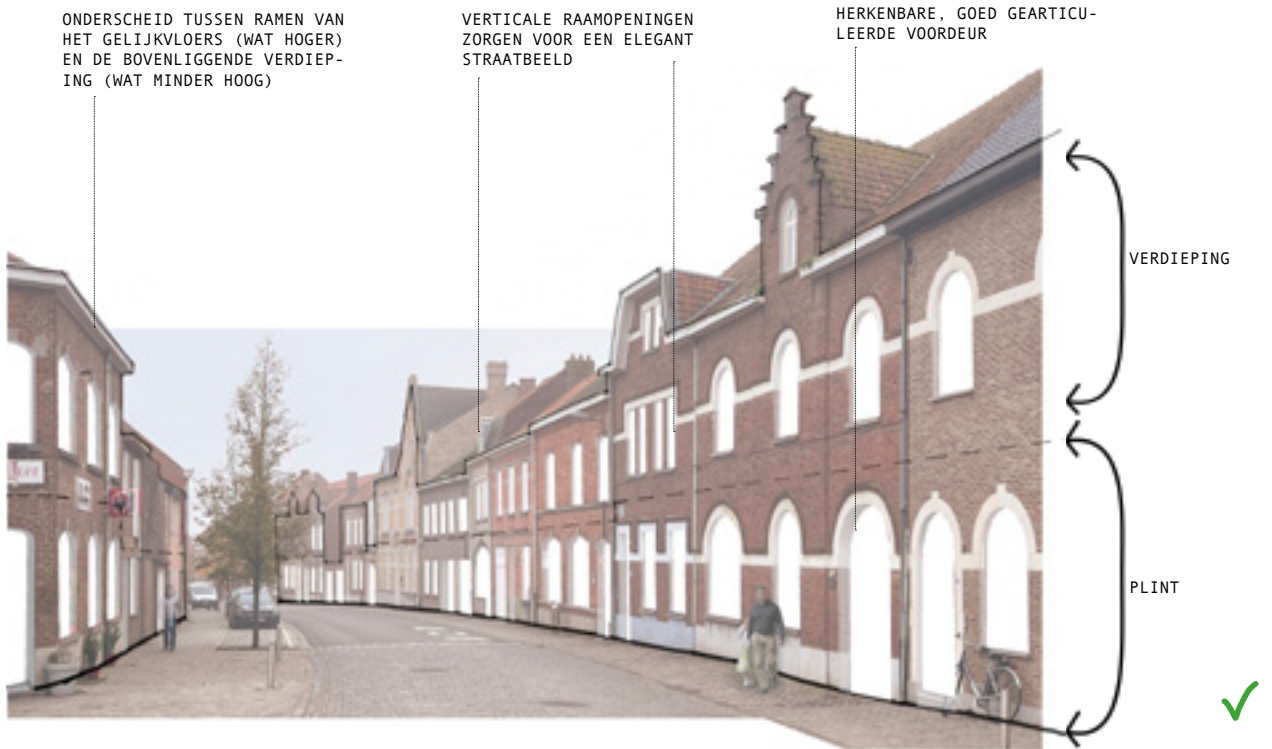 ONDERSCHEID TUSSEN RAMEN VAN
HET GELIJKVLOERS (WAT HOGER)
EN DE BOVENLIGGENDE VERDIEP-
ING (WAT MINDER HOOG)
VERTICALE RAAMOPENINGEN
ZORGEN VOOR EEN ELEGANT
STRAATBEELD
HERKENBARE, GOED GEARTICU-
LEERDE VOORDEUR
VERDIEPING
PLINT